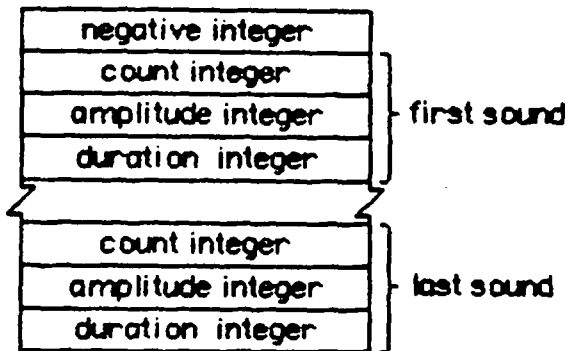 negative integer
count integer
amplitude integer
first sound
duration integer
count integer
amplitude integer
last sound
duration integer